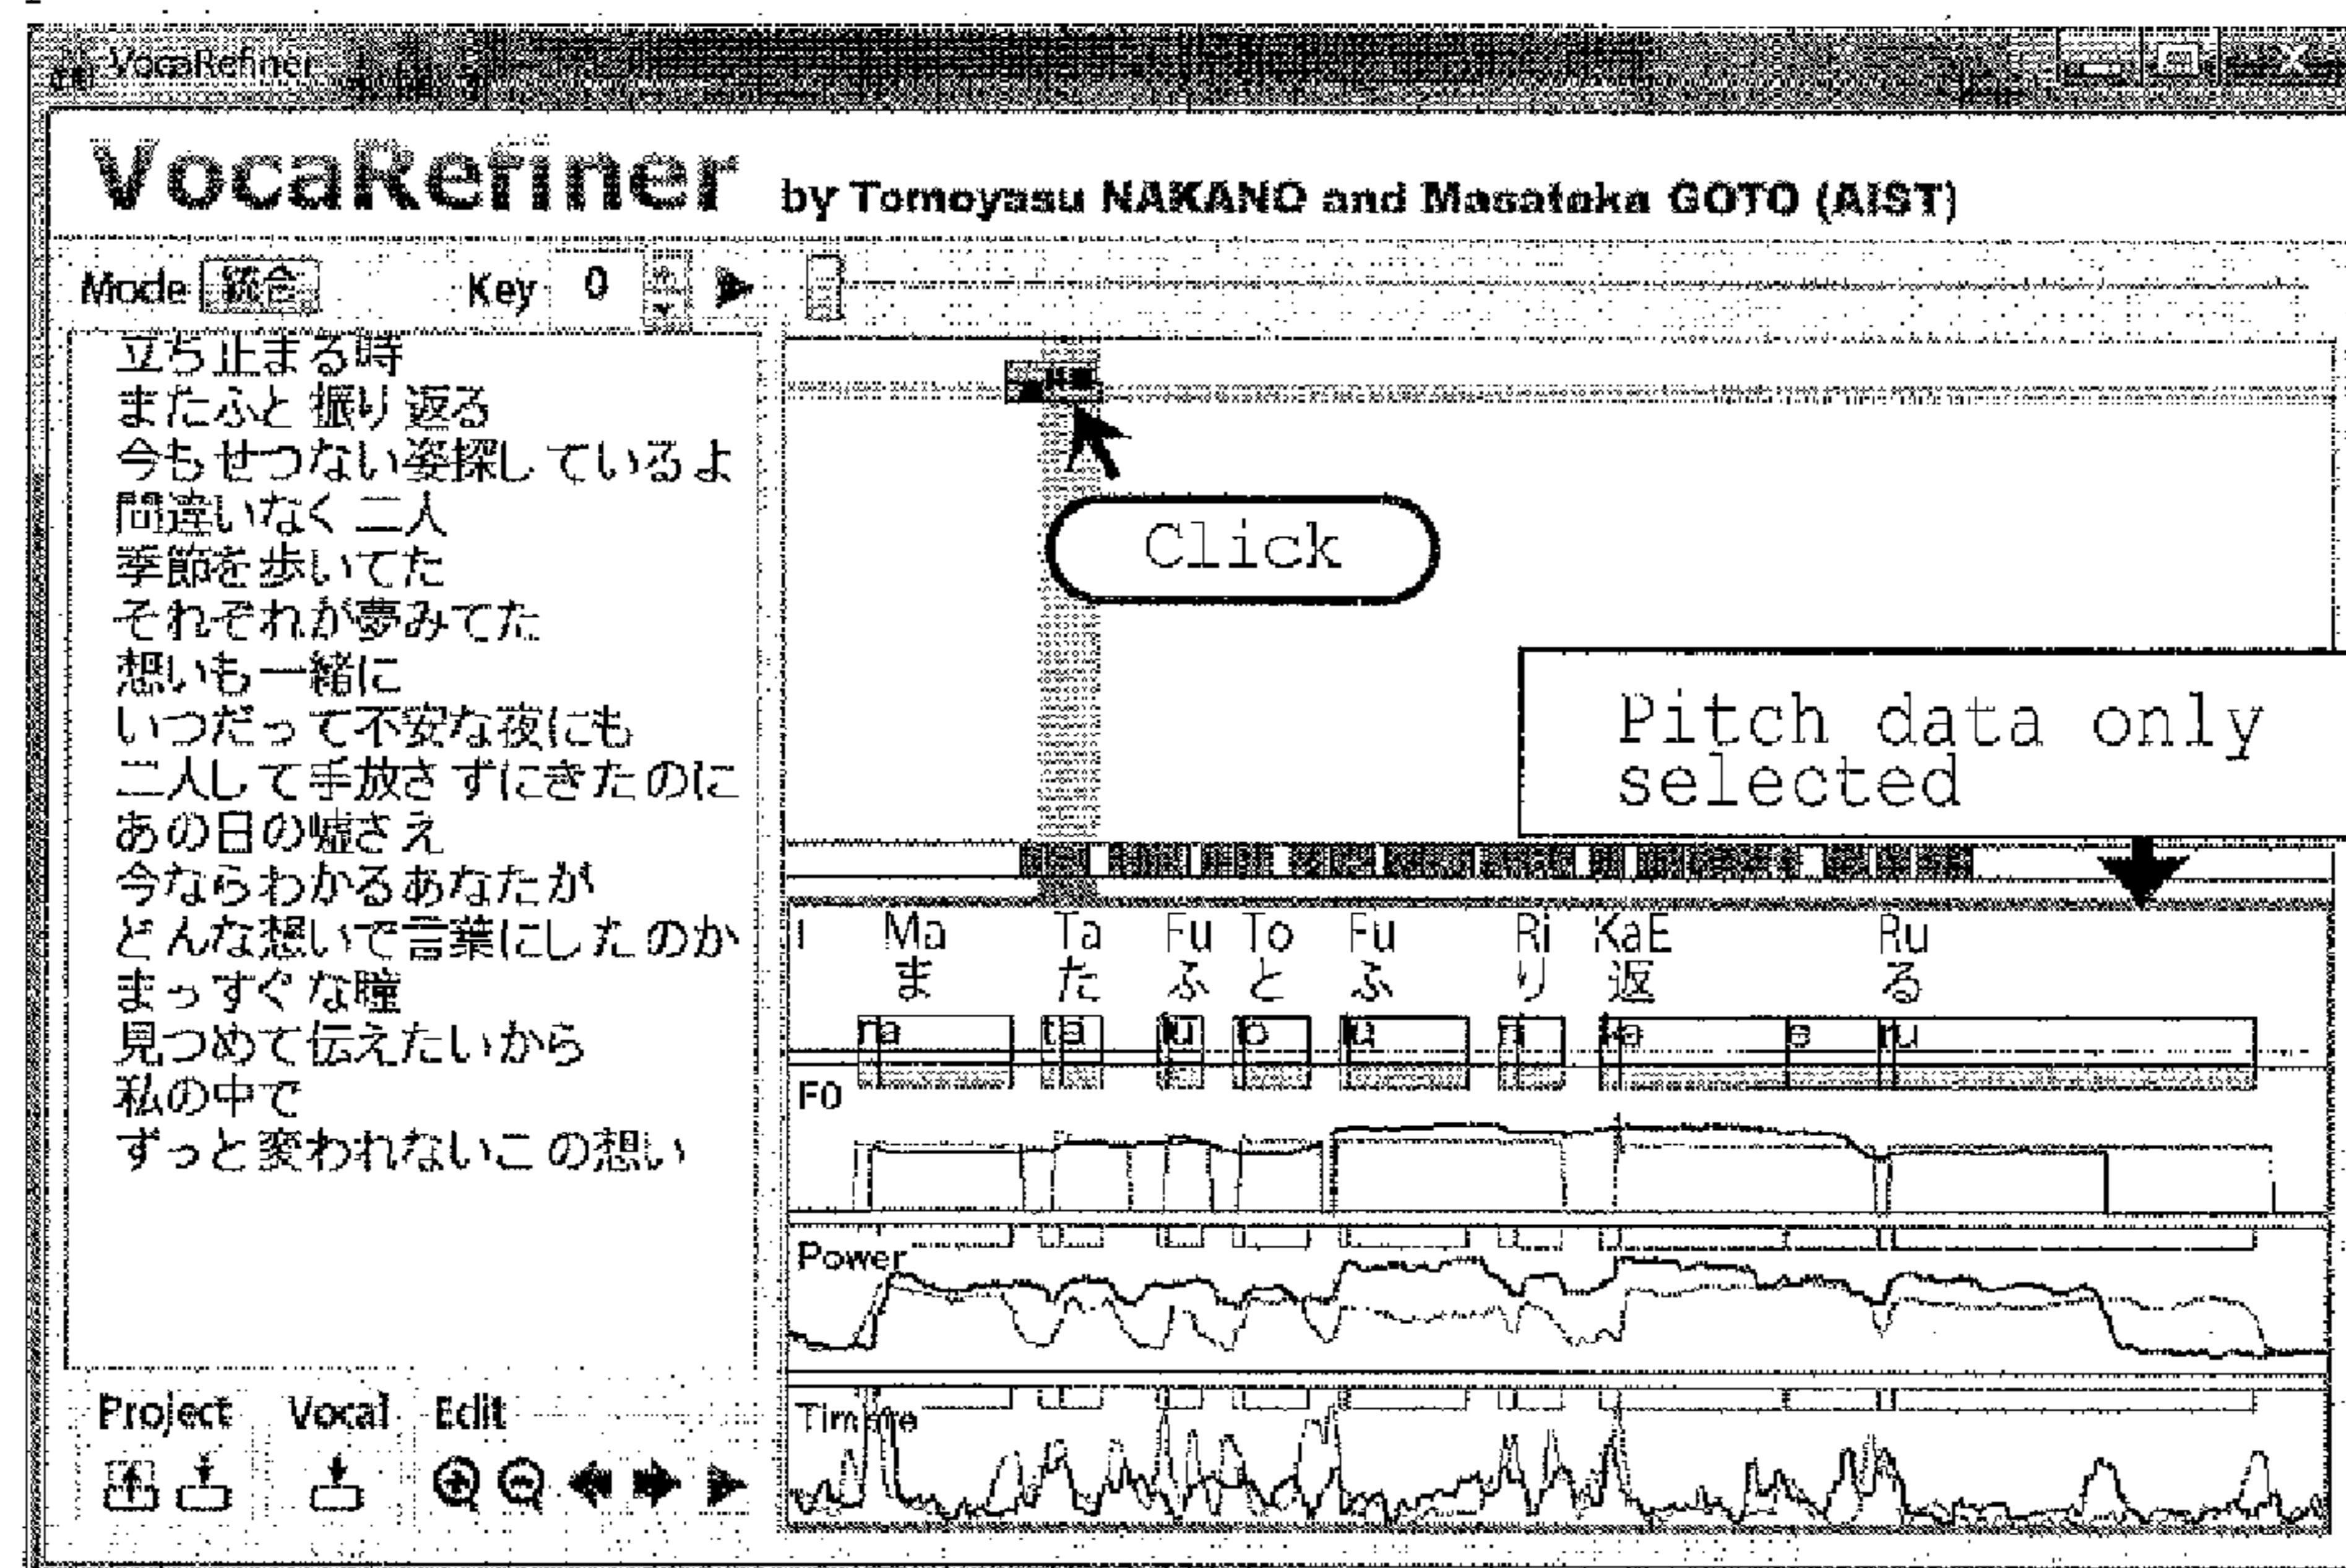 VocaRefiner
VocaRefiner by Tomoyasu NAKANO and Masataka GOTO (AIST)
Mode 統合 Key 0
立ち止まる時
またふと振り返る
今もせつない姿探しているよ
間違いなく二人
季節を歩いてた
それぞれが夢みてた
想いも一緒に
いつだって不安な夜にも
二人して手放さずにきたのに
あの日の嘘さえ
今ならわかるあなたが
どんな想いで言葉にしたのか
まっすぐな瞳
見つめて伝えたいから
私の中で
ずっと変われないこの想い
Click
Pitch data only
selected
Ma Ta Fu To Fu Ri KaE Ru
ま た ふ と ふ り 返 る
ta u o u e ru
F0
Power
Timbre
Project Vocal Edit